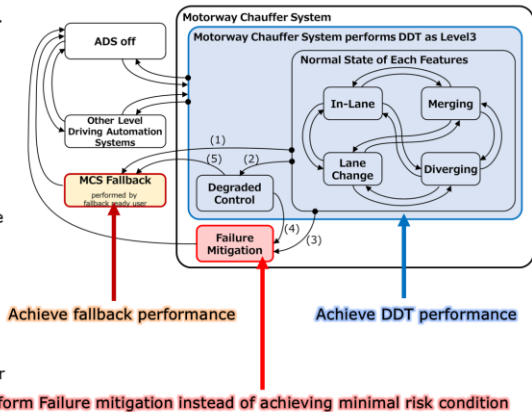 Motorway Chauffer System
ADS off
Motorway Chauffer System performs DDT as Level3
Normal State of Each Features
In-Lane
Merging
Other Level
Driving Automation
Systems
(1)
(5)
(2)
Lane
Change
Diverging
MCS Fallback
performed by
fallback ready user
Degraded
Control
(4)
(3)
Failure
Mitigation
Achieve fallback performance
Achieve DDT performance
form Failure mitigation instead of achieving minimal risk condition